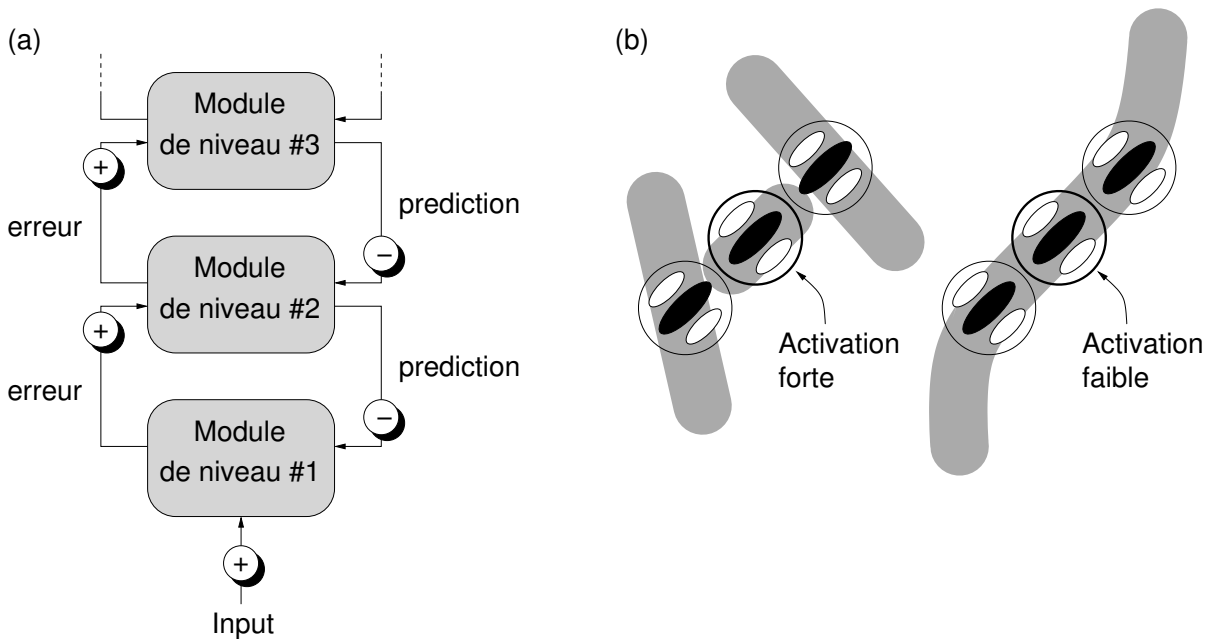 (a)
Module
de niveau #3
+
erreur
prediction
−
Module
de niveau #2
+
erreur
prediction
−
Module
de niveau #1
+
Input
(b)
Activation
forte
Activation
faible